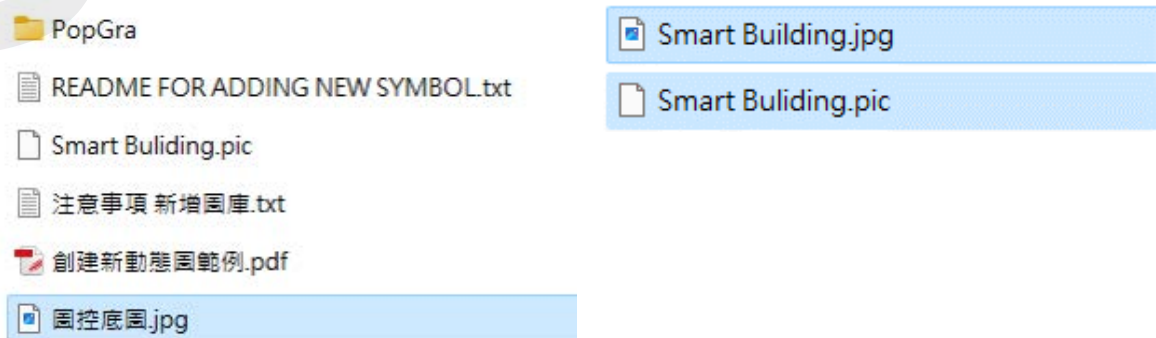 PopGra
README FOR ADDING NEW SYMBOL.txt
Smart Buliding.pic
注意事項 新增圖庫.txt
創建新動態圖範例.pdf
圖控底圖.jpg
Smart Building.jpg
Smart Buliding.pic